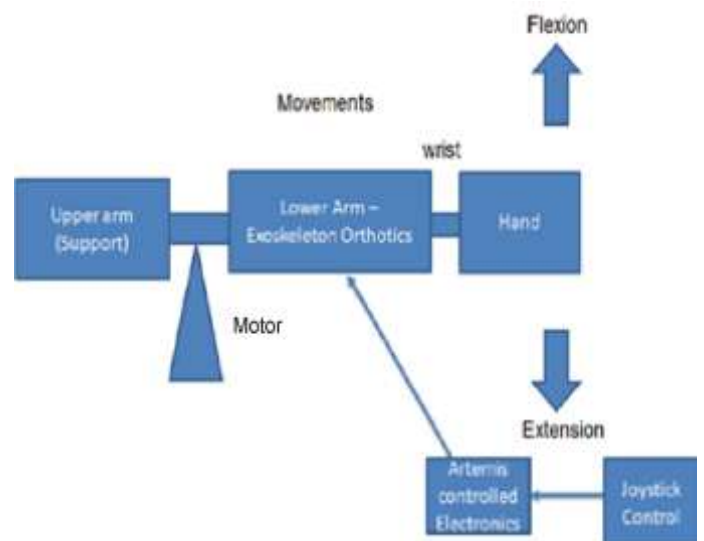 Flexion
Movements
wrist
Upper arm
(Support)
Lower Arm –
Exoskeleton Orthotics
Hand
Motor
Extension
Artemis
controlled
Electronics
Joystick
Control